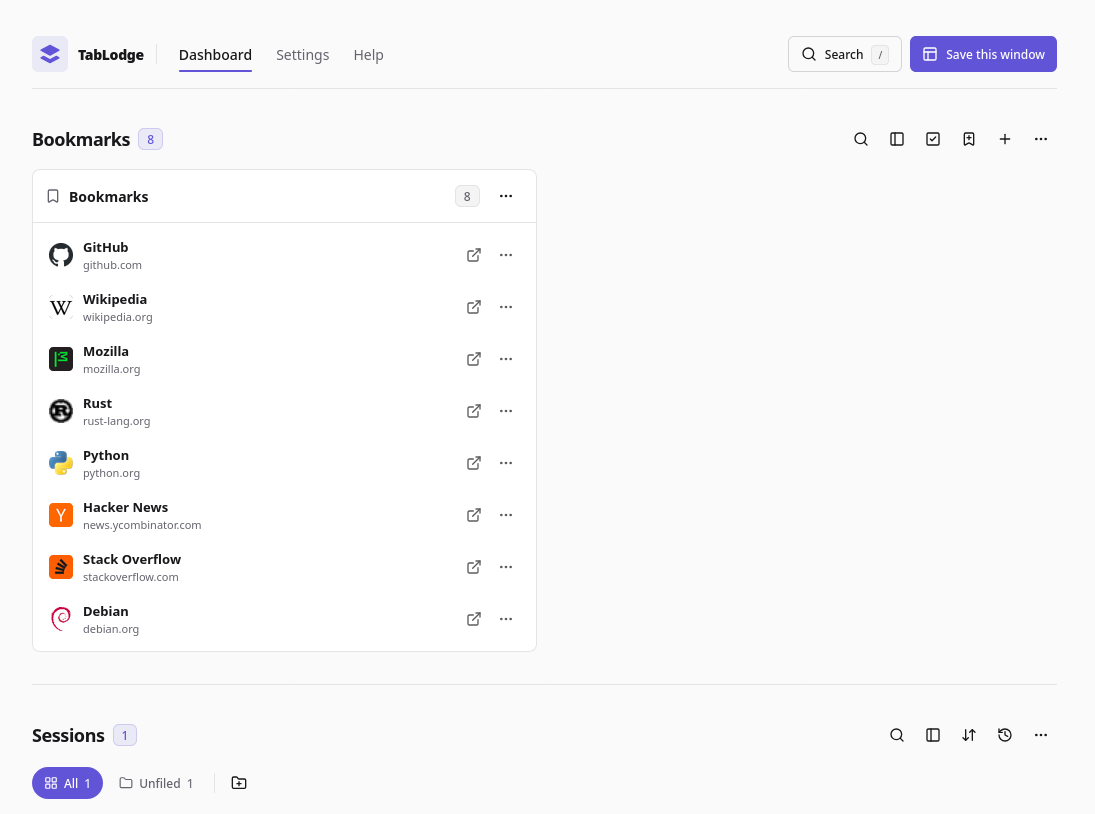 TabLodge
Dashboard
Settings
Help
Search /
Save this window
Bookmarks 8
Bookmarks 8
GitHub
github.com
W
Wikipedia
wikipedia.org
Mozilla
mozilla.org
R
Rust
rust-lang.org
Python
python.org
Y
Hacker News
news.ycombinator.com
Stack Overflow
stackoverflow.com
Debian
debian.org
Sessions 1
All 1
Unfiled 1